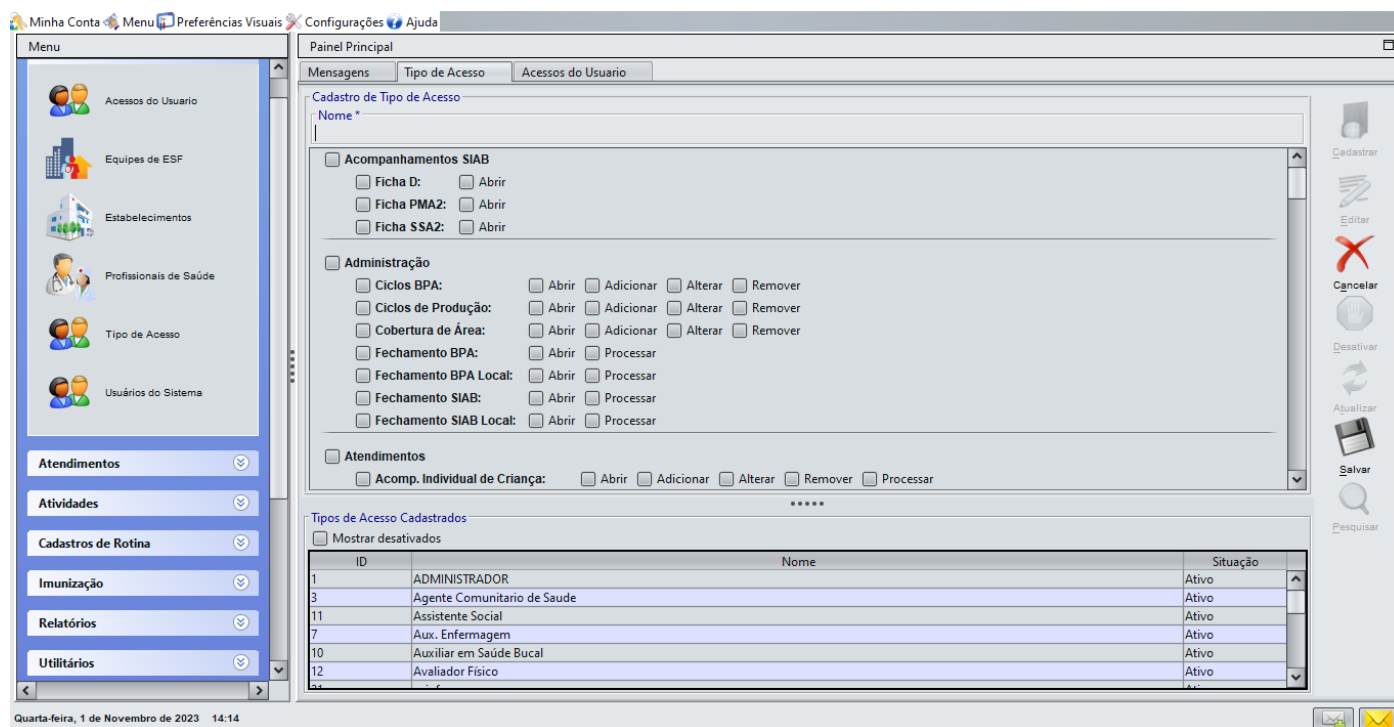 Minha Conta Menu Preferências Visuais Configurações Ajuda
Menu
Acessos do Usuario
Equipes de ESF
Estabelecimentos
Profissionais de Saúde
Tipo de Acesso
Usuários do Sistema
Atendimentos
Atividades
Cadastros de Rotina
Imunização
Relatórios
Utilitários
Painel Principal
Mensagens Tipo de Acesso Acessos do Usuario
Cadastro de Tipo de Acesso
Nome *
Acompanhamentos SIAB
Ficha D: Abrir
Ficha PMA2: Abrir
Ficha SSA2: Abrir
Administração
Ciclos BPA: Abrir Adicionar Alterar Remover
Ciclos de Produção: Abrir Adicionar Alterar Remover
Cobertura de Área: Abrir Adicionar Alterar Remover
Fechamento BPA: Abrir Processar
Fechamento BPA Local: Abrir Processar
Fechamento SIAB: Abrir Processar
Fechamento SIAB Local: Abrir Processar
Atendimentos
Acomp. Individual de Criança: Abrir Adicionar Alterar Remover Processar
Tipos de Acesso Cadastrados
Mostrar desativados
ID Nome Situação
1 ADMINISTRADOR Ativo
3 Agente Comunitario de Saude Ativo
11 Assistente Social Ativo
7 Aux. Enfermagem Ativo
10 Auxiliar em Saúde Bucal Ativo
12 Avaliador Físico Ativo
Cadastrar
Editar
Cancelar
Desativar
Atualizar
Salvar
Pesquisar
Quarta-feira, 1 de Novembro de 2023 14:14